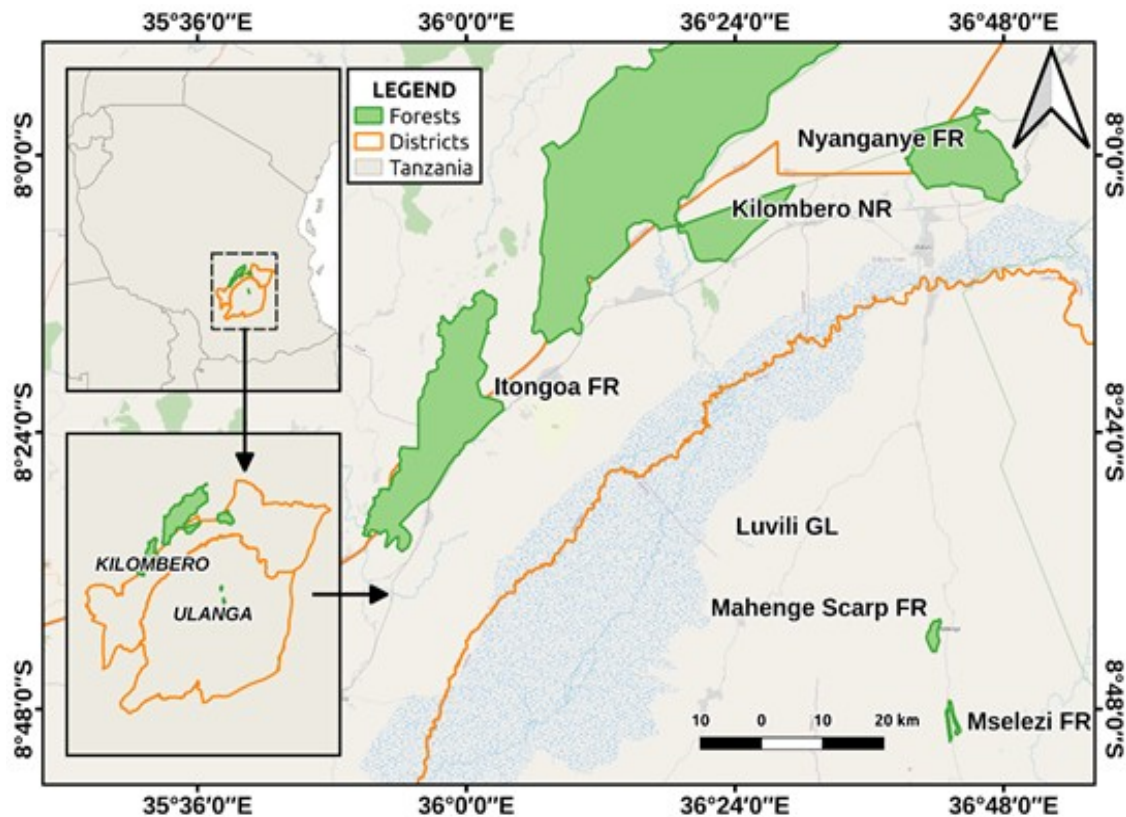 35°36'0''E
36°0'0''E
36°24'0''E
36°48'0''E
LEGEND
Forests
Districts
Tanzania
8°0'0''S
8°0'0''S
Nyanganye FR
Kilombero NR
Itongoa FR
8°24'0''S
8°24'0''S
Luvili GL
KILOMBERO
ULANGA
Mahenge Scarp FR
8°48'0''S
8°48'0''S
Mselezi FR
10 0 10 20 km
35°36'0''E
36°0'0''E
36°24'0''E
36°48'0''E